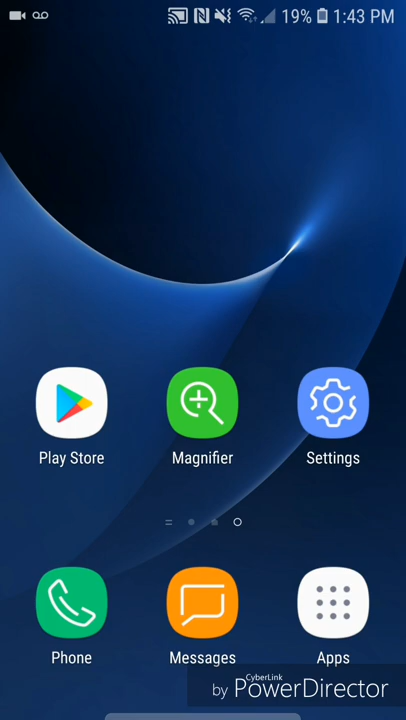 19% 1:43 PM
Play Store Magnifier Settings
Phone Messages Apps
CyberLink
by PowerDirector